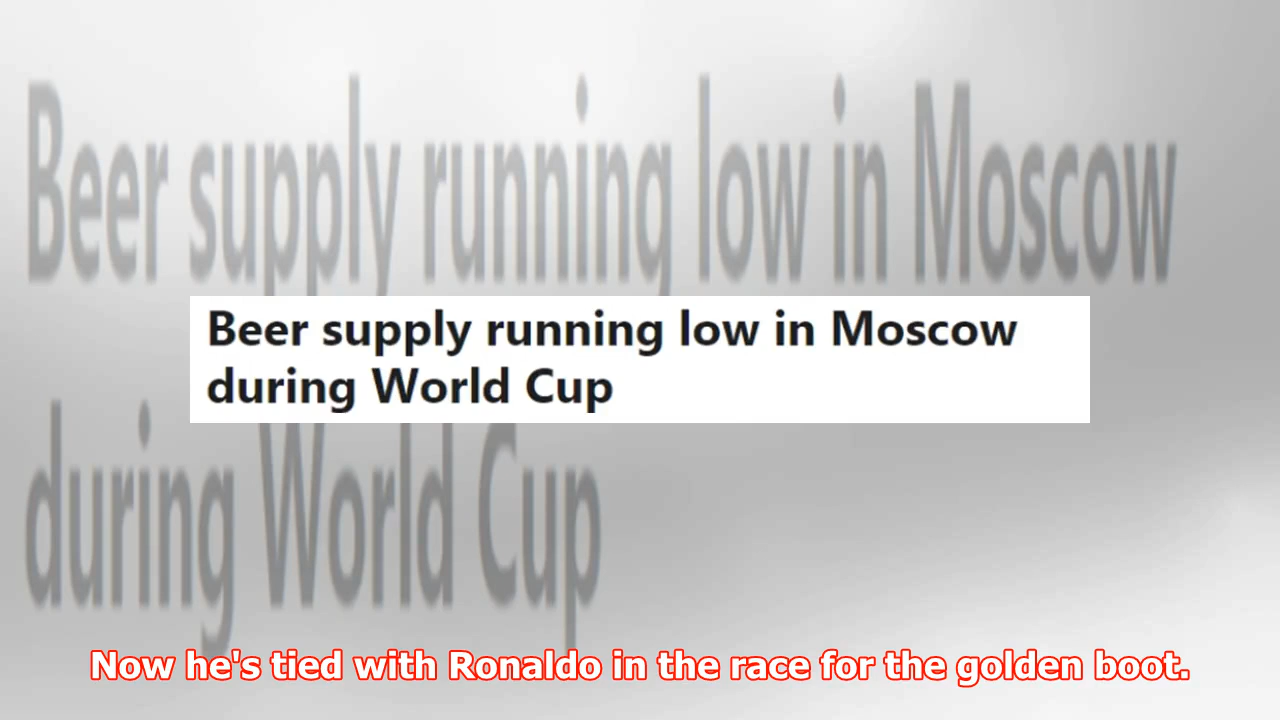 Beer supply running low in Moscow
Beer supply running low in Moscow
during World Cup
during World Cup
Now he's tied with Ronaldo in the race for the golden boot.